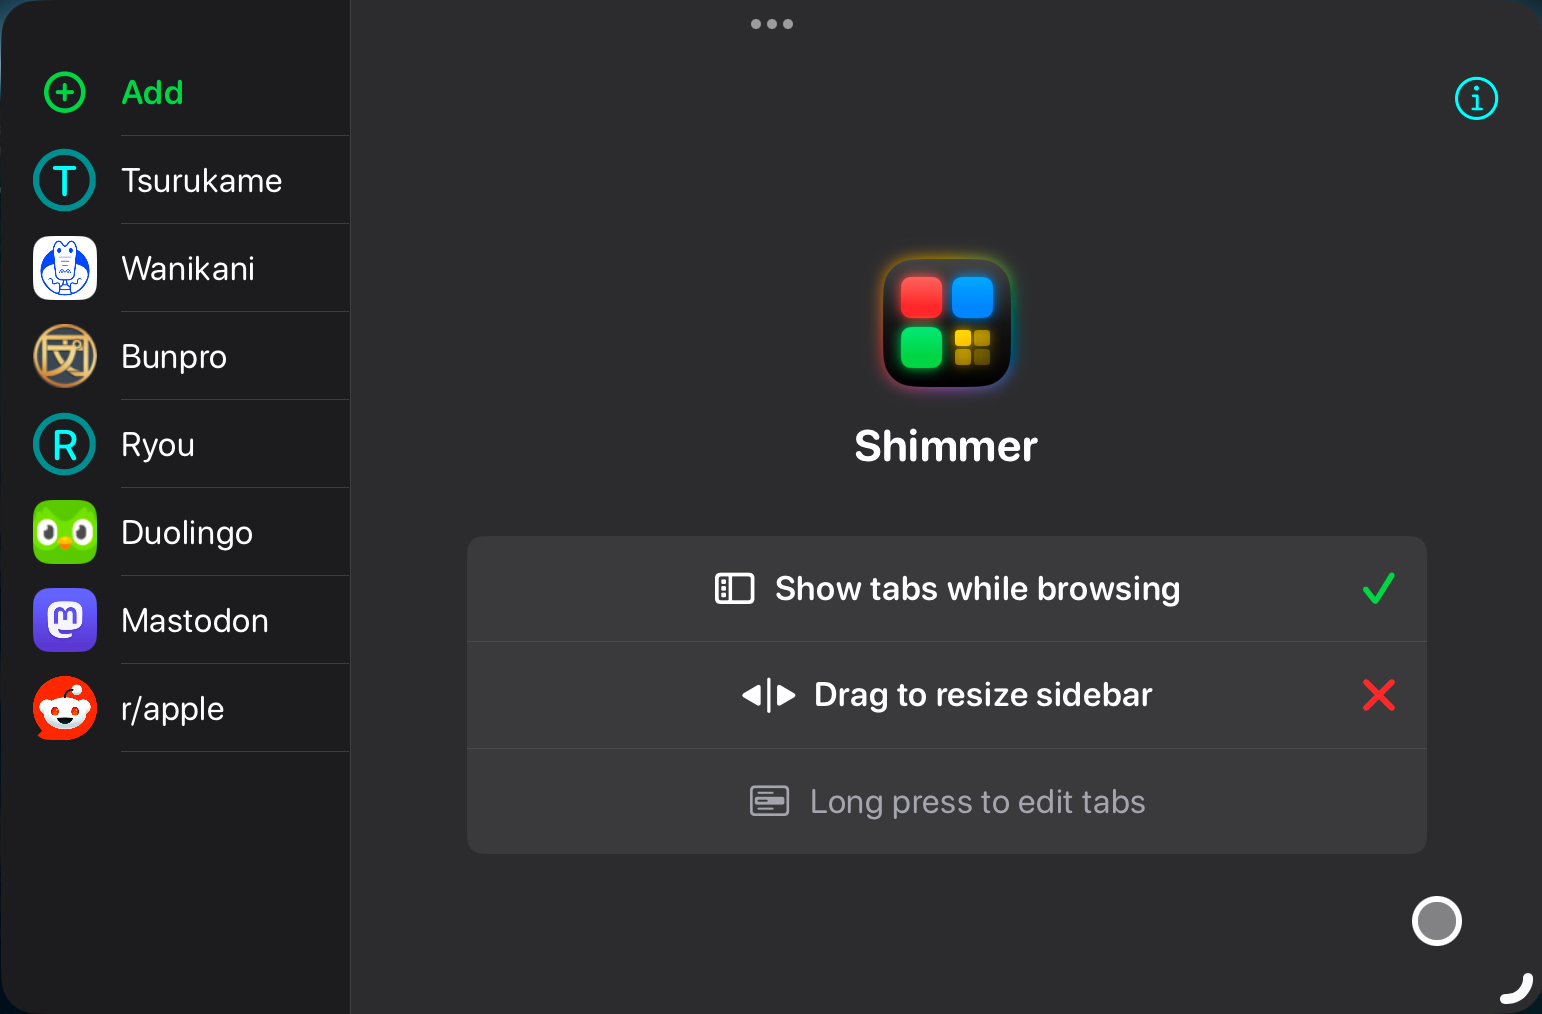 Add
T
Tsurukame
Wanikani
文
Bunpro
R
Ryou
Duolingo
m
Mastodon
r/apple
i
Shimmer
Show tabs while browsing
Drag to resize sidebar
Long press to edit tabs